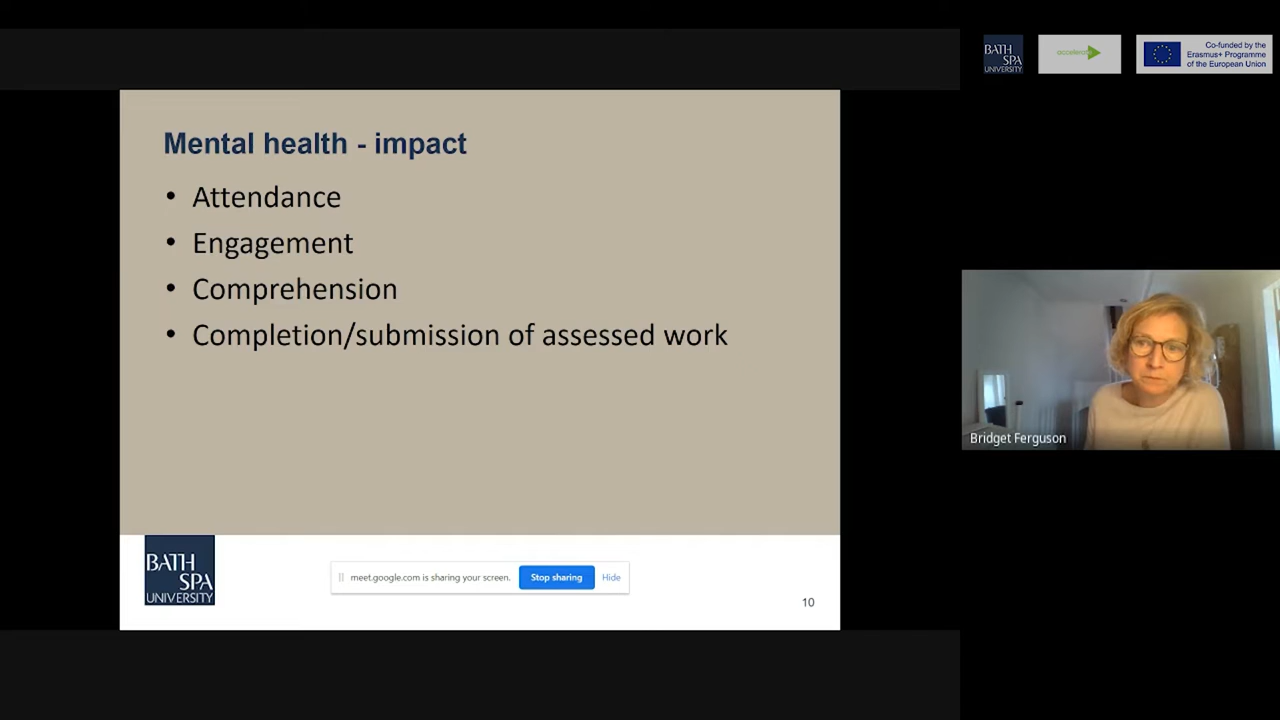 BATH
SPA
UNIVERSITY
accelerate
Co-funded by the
Erasmus+ Programme
of the European Union
Mental health - impact
• Attendance
• Engagement
• Comprehension
• Completion/submission of assessed work
Bridget Ferguson
BATH
SPA
UNIVERSITY
meet.google.com is sharing your screen.
Stop sharing
Hide
10